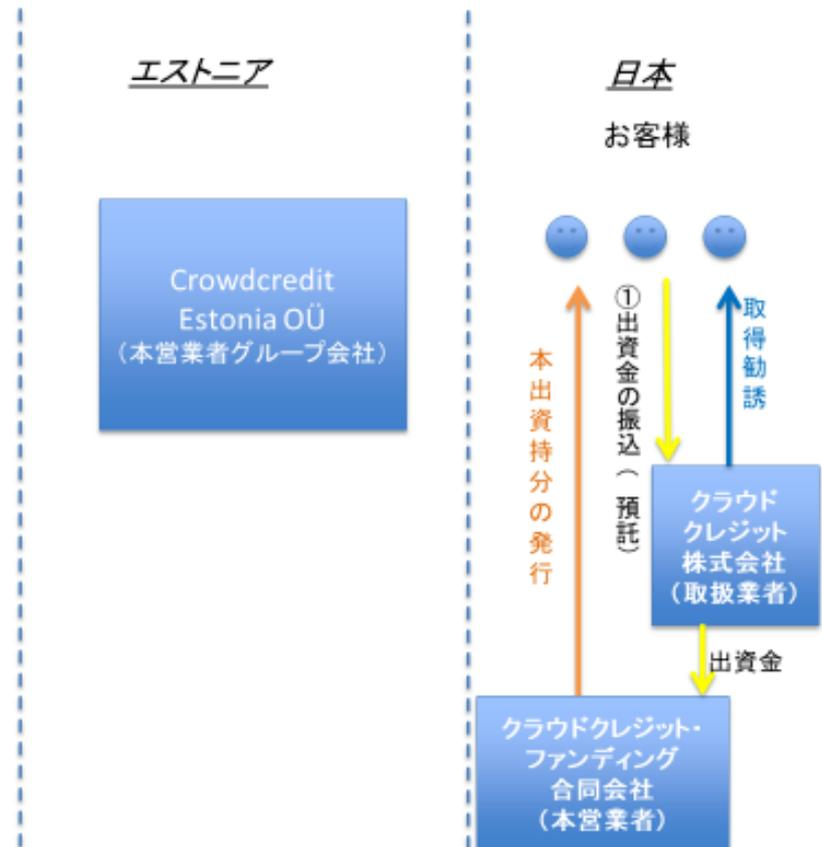 エストニア
Crowdcredit
Estonia OÜ
（本営業者グループ会社）
日本
お客様
本出資持分の発行
①出資金の振込（預託）
取得勧誘
クラウド
クレジット
株式会社
（取扱業者）
出資金
クラウドクレジット・
ファンディング
合同会社
（本営業者）